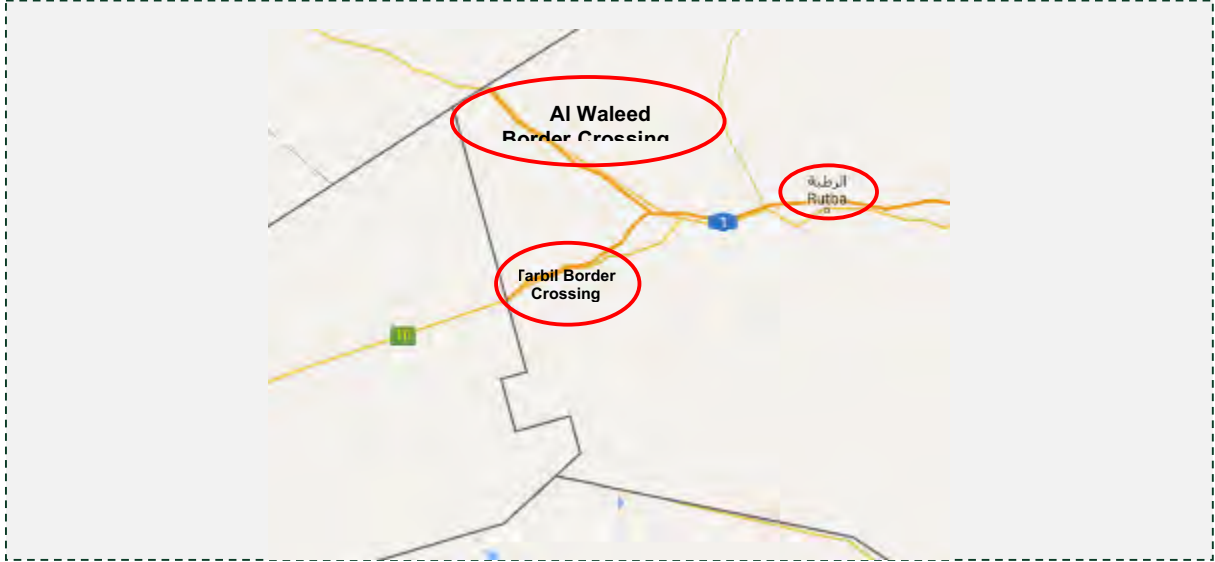 Al Waleed
Border Crossing
الرطبة
Rutba
1
Tarbil Border
Crossing
10